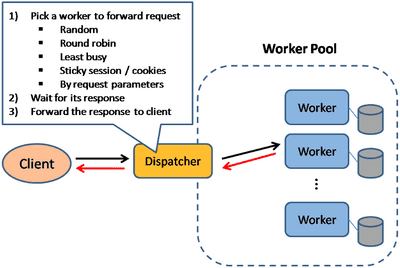 1) Pick a worker to forward request
▪ Random
▪ Round robin
▪ Least busy
▪ Sticky session / cookies
▪ By request parameters
2) Wait for its response
3) Forward the response to client
Worker Pool
Worker
Client
Dispatcher
Worker
...
Worker